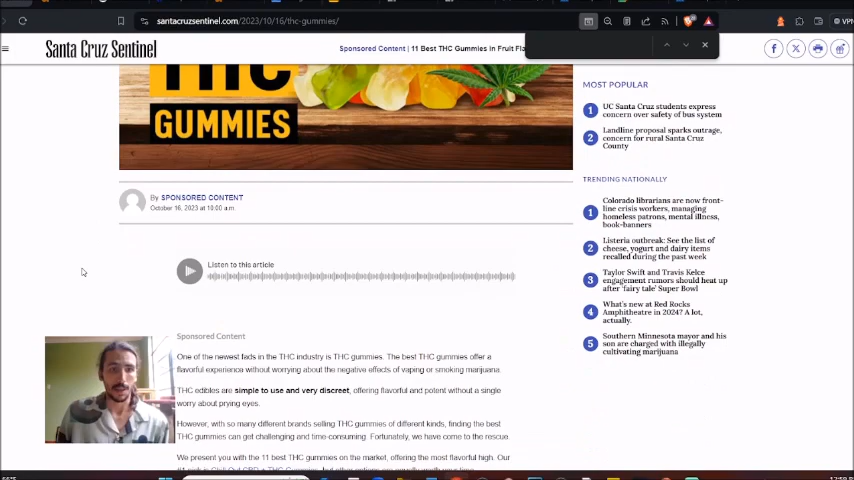 santacruzsentinel.com/2023/10/16/thc-gummies/
VPN
Santa Cruz Sentinel
Sponsored Content | 11 Best THC Gummies In Fruit Fla
THC
GUMMIES
MOST POPULAR
1 UC Santa Cruz students express
concern over safety of bus system
2 Landline proposal sparks outrage,
concern for rural Santa Cruz
County
By SPONSORED CONTENT
October 16, 2023 at 10:00 a.m.
TRENDING NATIONALLY
1 Colorado librarians are now front-
line crisis workers, managing
homeless patrons, mental illness,
book-banners
2 Listeria outbreak: See the list of
cheese, yogurt and dairy items
recalled during the past week
3 Taylor Swift and Travis Kelce
engagement rumors should heat up
after 'fairy tale' Super Bowl
4 What's new at Red Rocks
Amphitheatre in 2024? A lot,
actually.
5 Southern Minnesota mayor and his
son are charged with illegally
cultivating marijuana
Listen to this article
Sponsored Content
One of the newest fads in the THC industry is THC gummies. The best THC gummies offer a
flavorful experience without worrying about the negative effects of vaping or smoking marijuana.
THC edibles are simple to use and very discreet, offering flavorful and potent without a single
worry about prying eyes.
However, with so many different brands selling THC gummies of different kinds, finding the best
THC gummies can get challenging and time-consuming. Fortunately, we have come to the rescue.
We present you with the 11 best THC gummies on the market, offering the most flavorful high. Our